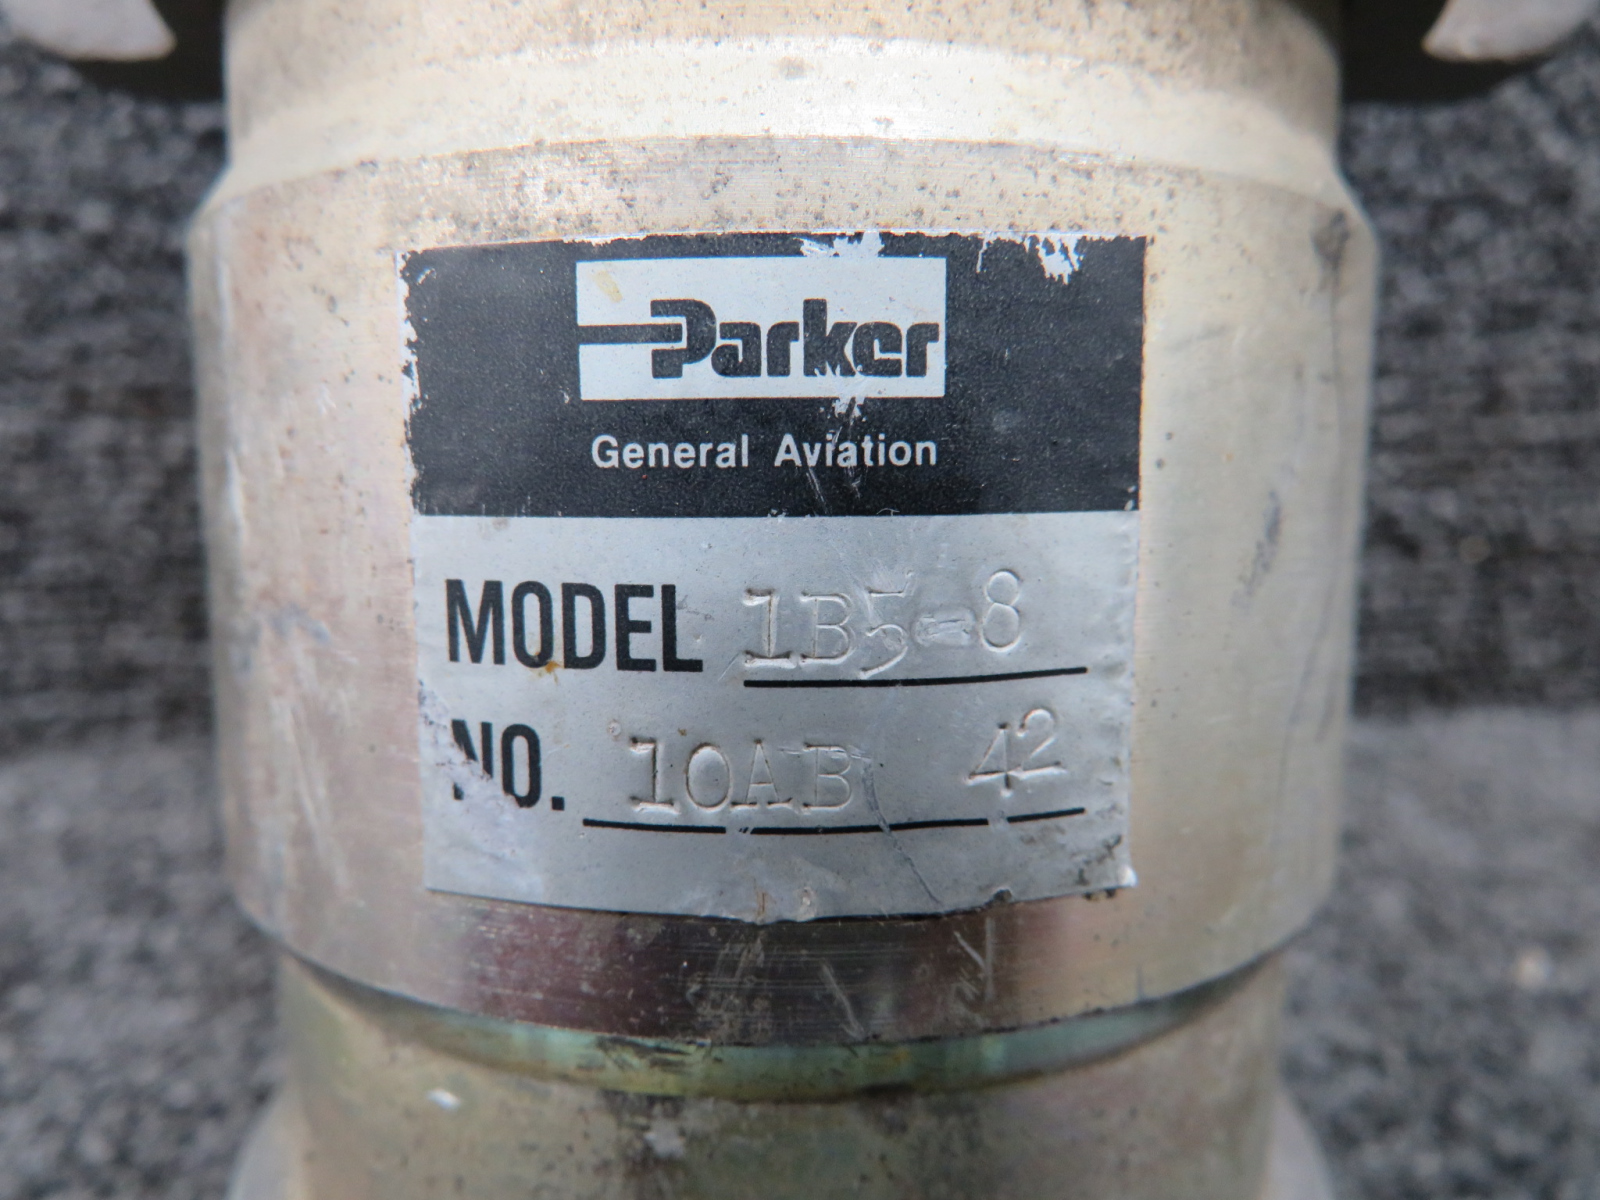 Parker
General Aviation
MODEL 1B5-8
NO. 10AB 42